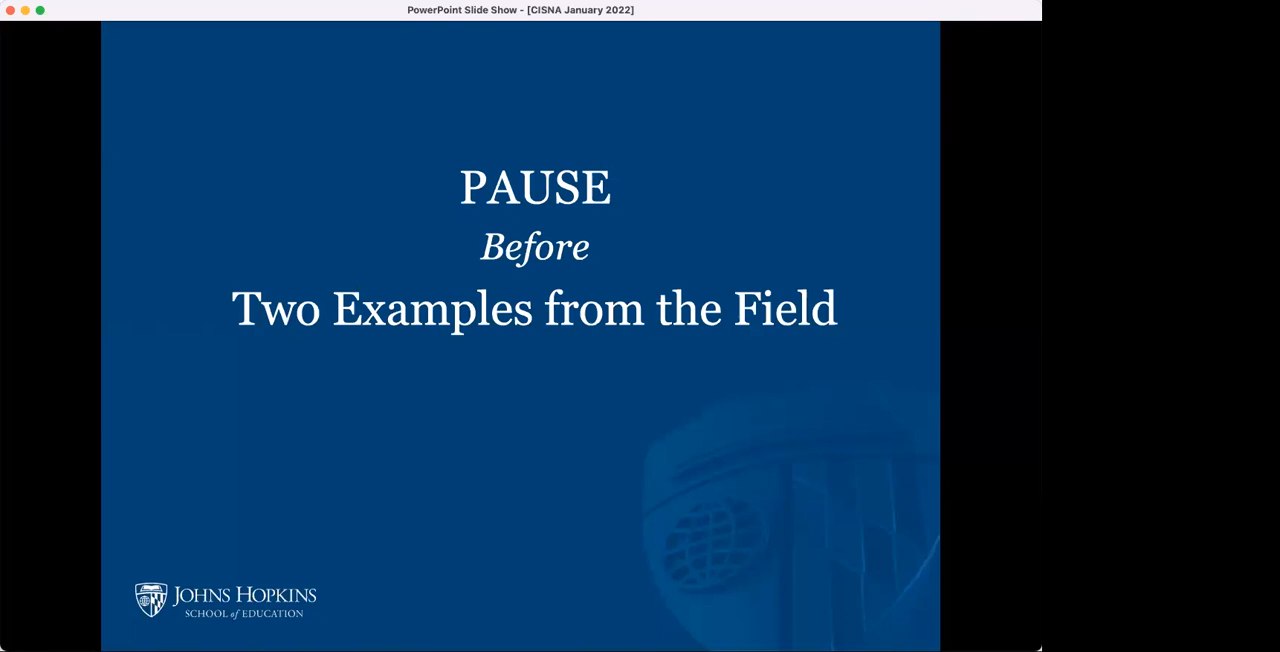 PowerPoint Slide Show - [CISNA January 2022]
PAUSE
Before
Two Examples from the Field
JOHNS HOPKINS
SCHOOL of EDUCATION